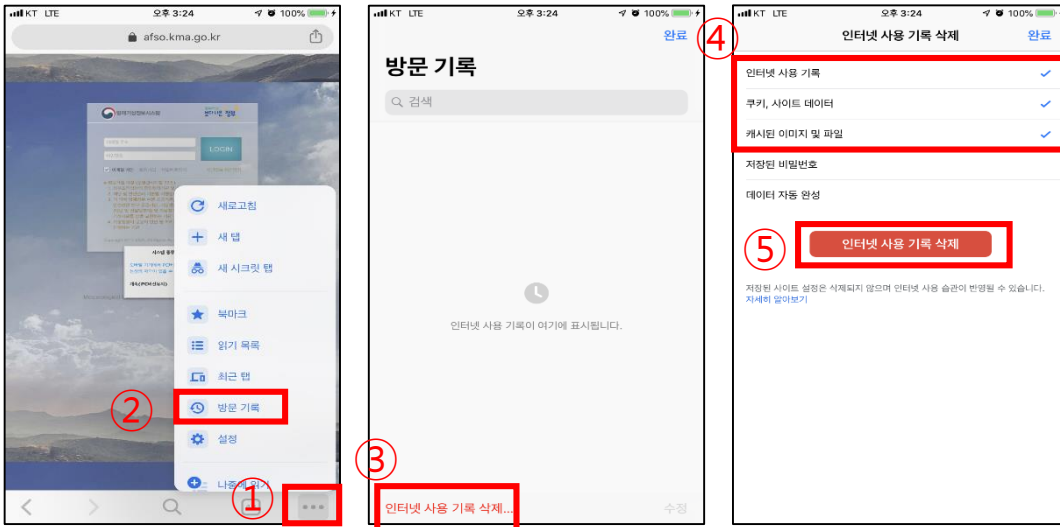 KT LTE 오후 3:24 100%
afso.kma.go.kr
LOGIN
새로고침
새 탭
새 시크릿 탭
북마크
읽기 목록
최근 탭
② 방문 기록
설정
나중에 읽기
①
KT LTE 오후 3:24 100%
완료
방문 기록
검색
인터넷 사용 기록이 여기에 표시됩니다.
③
인터넷 사용 기록 삭제... 수정
KT LTE 오후 3:24 100%
④ 인터넷 사용 기록 삭제 완료
인터넷 사용 기록
쿠키, 사이트 데이터
캐시된 이미지 및 파일
저장된 비밀번호
데이터 자동 완성
⑤ 인터넷 사용 기록 삭제
저장된 사이트 설정은 삭제되지 않으며 인터넷 사용 습관이 반영될 수 있습니다.
자세히 알아보기